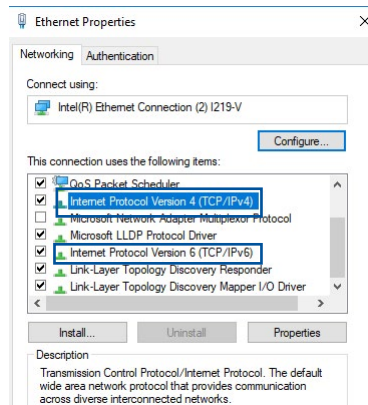 Ethernet Properties
Networking Authentication
Connect using:
Intel(R) Ethernet Connection (2) I219-V
Configure...
This connection uses the following items:
QoS Packet Scheduler
Internet Protocol Version 4 (TCP/IPv4)
Microsoft Network Adapter Multiplexor Protocol
Microsoft LLDP Protocol Driver
Internet Protocol Version 6 (TCP/IPv6)
Link-Layer Topology Discovery Responder
Link-Layer Topology Discovery Mapper I/O Driver
Install... Uninstall Properties
Description
Transmission Control Protocol/Internet Protocol. The default
wide area network protocol that provides communication
across diverse interconnected networks.